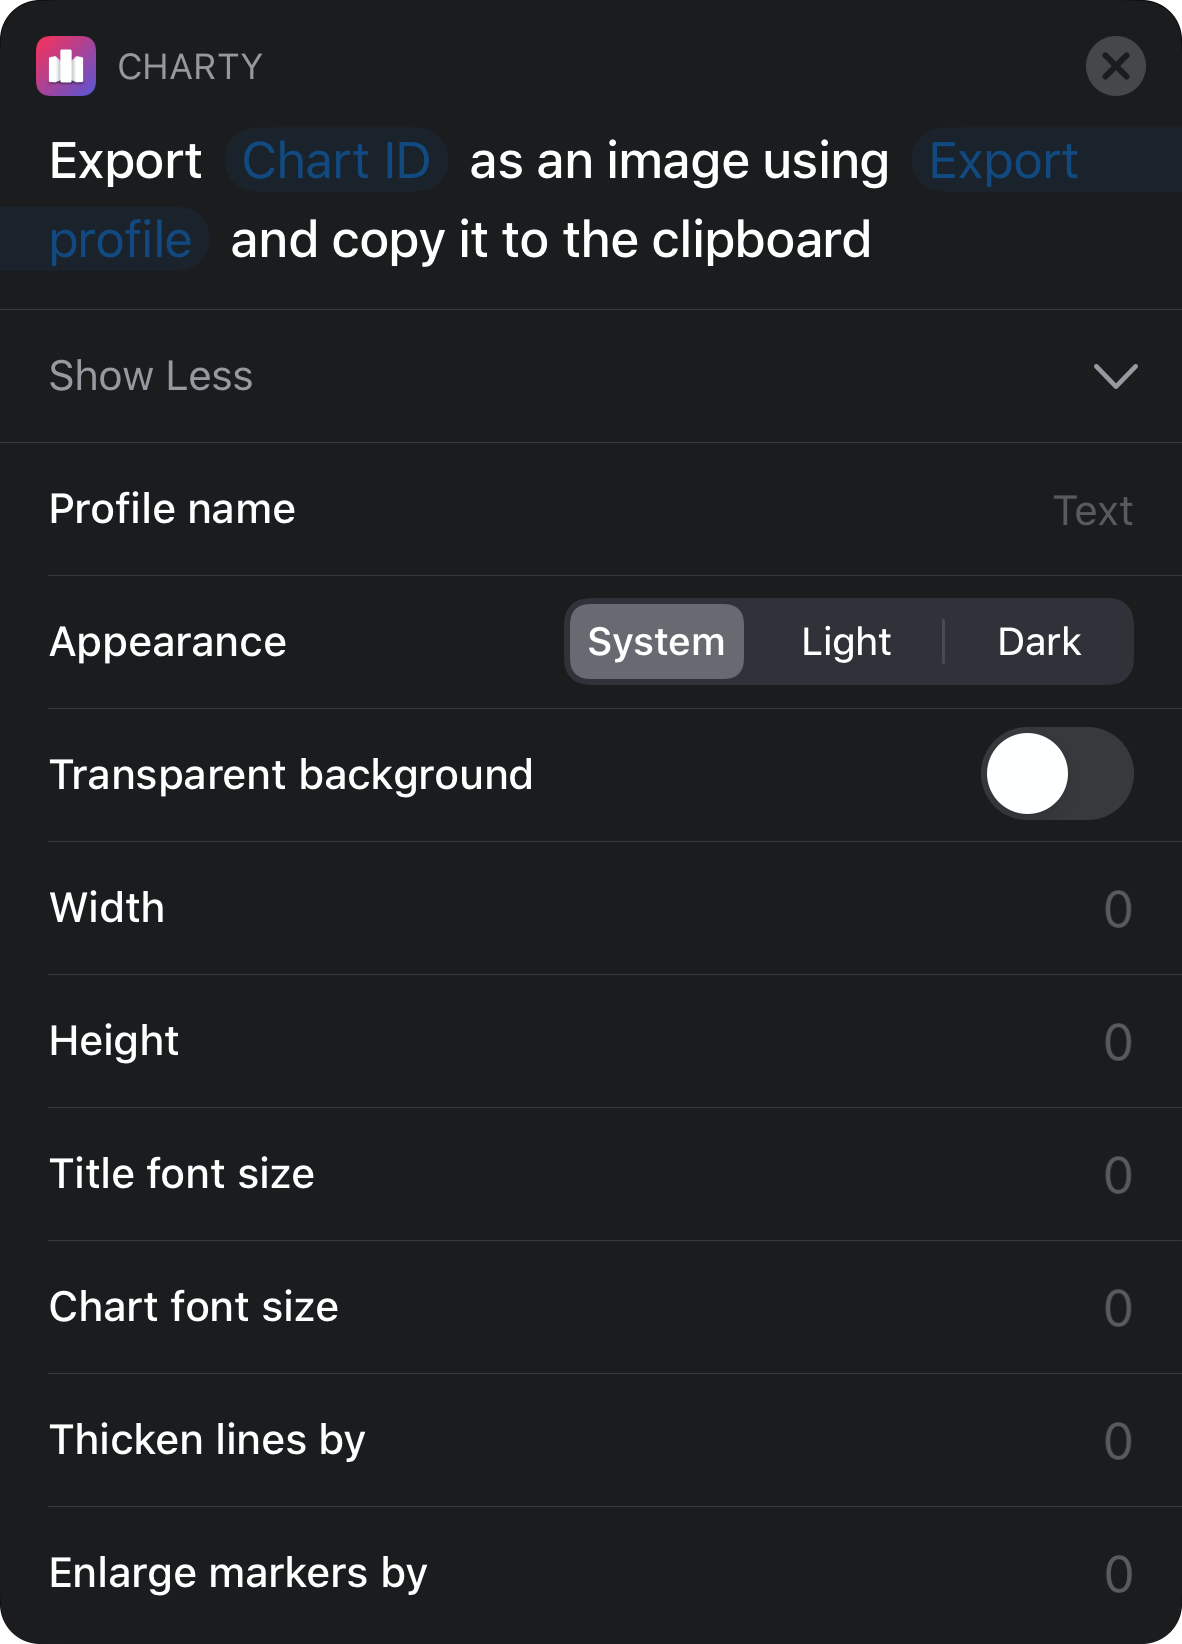 CHARTY
Export Chart ID as an image using Export
profile and copy it to the clipboard
Show Less
Profile name Text
Appearance System Light Dark
Transparent background
Width 0
Height 0
Title font size 0
Chart font size 0
Thicken lines by 0
Enlarge markers by 0